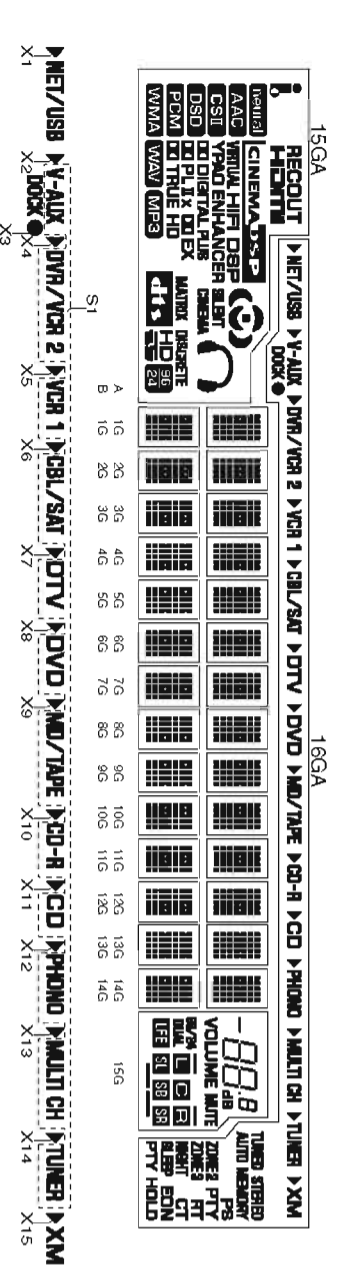 15GA
16GA
RECOUT
HDMI
▶NET/USB ▶V-AUX ▶DVR/VCR 2 ▶VCR 1 ▶CBL/SAT ▶DTV ▶DVD ▶MD/TAPE ▶CD-R ▶CD ▶PHONO ▶MULTI CH ▶TUNER ▶XM
DOCK ●
neural
CINEMA DSP
AAC
VIRTUAL HIFI DSP
CSII
YPAO ENHANCER SILENT CINEMA
DSD
DIGITAL PLUS
PCM
PL II x EX
MATRIX DISCRETE
TRUE HD
dts HD 96 24
WMA WAV MP3
-88.8 dB
VOLUME MUTE
LFE SL SB SR
L C R
TUNED STEREO
AUTO MEMORY
PS
ZONE2 PTY
ZONE3 RT
NIGHT CT
SLEEP EON
PTY HOLD
A 1G 2G 3G 4G 5G 6G 7G 8G 9G 10G 11G 12G 13G 14G
B 1G 2G 3G 4G 5G 6G 7G 8G 9G 10G 11G 12G 13G 14G
15G
S1
▶NET/USB ▶V-AUX ▶DVR/VCR 2 ▶VCR 1 ▶CBL/SAT ▶DTV ▶DVD ▶MD/TAPE ▶CD-R ▶CD ▶PHONO ▶MULTI CH ▶TUNER ▶XM
DOCK ●
X1 X2 X3 X4 X5 X6 X7 X8 X9 X10 X11 X12 X13 X14 X15